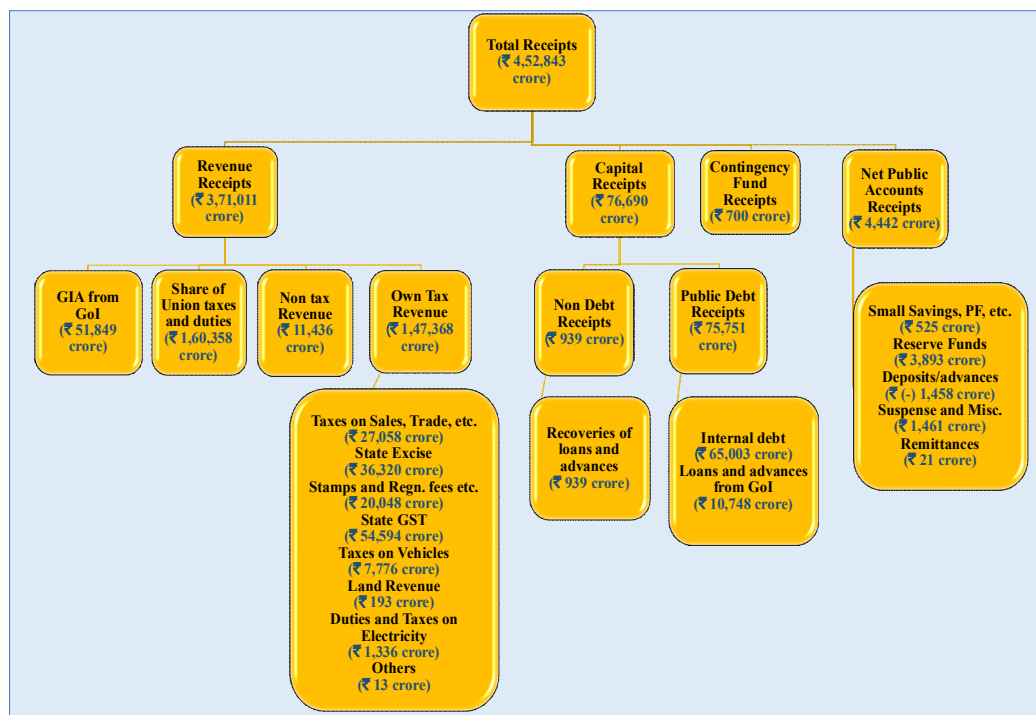 Total Receipts
(₹ 4,52,843
crore)
Revenue
Receipts
(₹ 3,71,011
crore)
Capital
Receipts
(₹ 76,690
crore)
Contingency
Fund
Receipts
(₹ 700 crore)
Net Public
Accounts
Receipts
(₹ 4,442 crore)
GIA from
GoI
(₹ 51,849
crore)
Share of
Union taxes
and duties
(₹ 1,60,358
crore)
Non tax
Revenue
(₹ 11,436
crore)
Own Tax
Revenue
(₹ 1,47,368
crore)
Non Debt
Receipts
(₹ 939 crore)
Public Debt
Receipts
(₹ 75,751
crore)
Small Savings, PF, etc.
(₹ 525 crore)
Reserve Funds
(₹ 3,893 crore)
Deposits/advances
(₹ (-) 1,458 crore)
Suspense and Misc.
(₹ 1,461 crore)
Remittances
(₹ 21 crore)
Taxes on Sales, Trade, etc.
(₹ 27,058 crore)
State Excise
(₹ 36,320 crore)
Stamps and Regn. fees etc.
(₹ 20,048 crore)
State GST
(₹ 54,594 crore)
Taxes on Vehicles
(₹ 7,776 crore)
Land Revenue
(₹ 193 crore)
Duties and Taxes on
Electricity
(₹ 1,336 crore)
Others
(₹ 13 crore)
Recoveries of
loans and
advances
(₹ 939 crore)
Internal debt
(₹ 65,003 crore)
Loans and advances
from GoI
(₹ 10,748 crore)